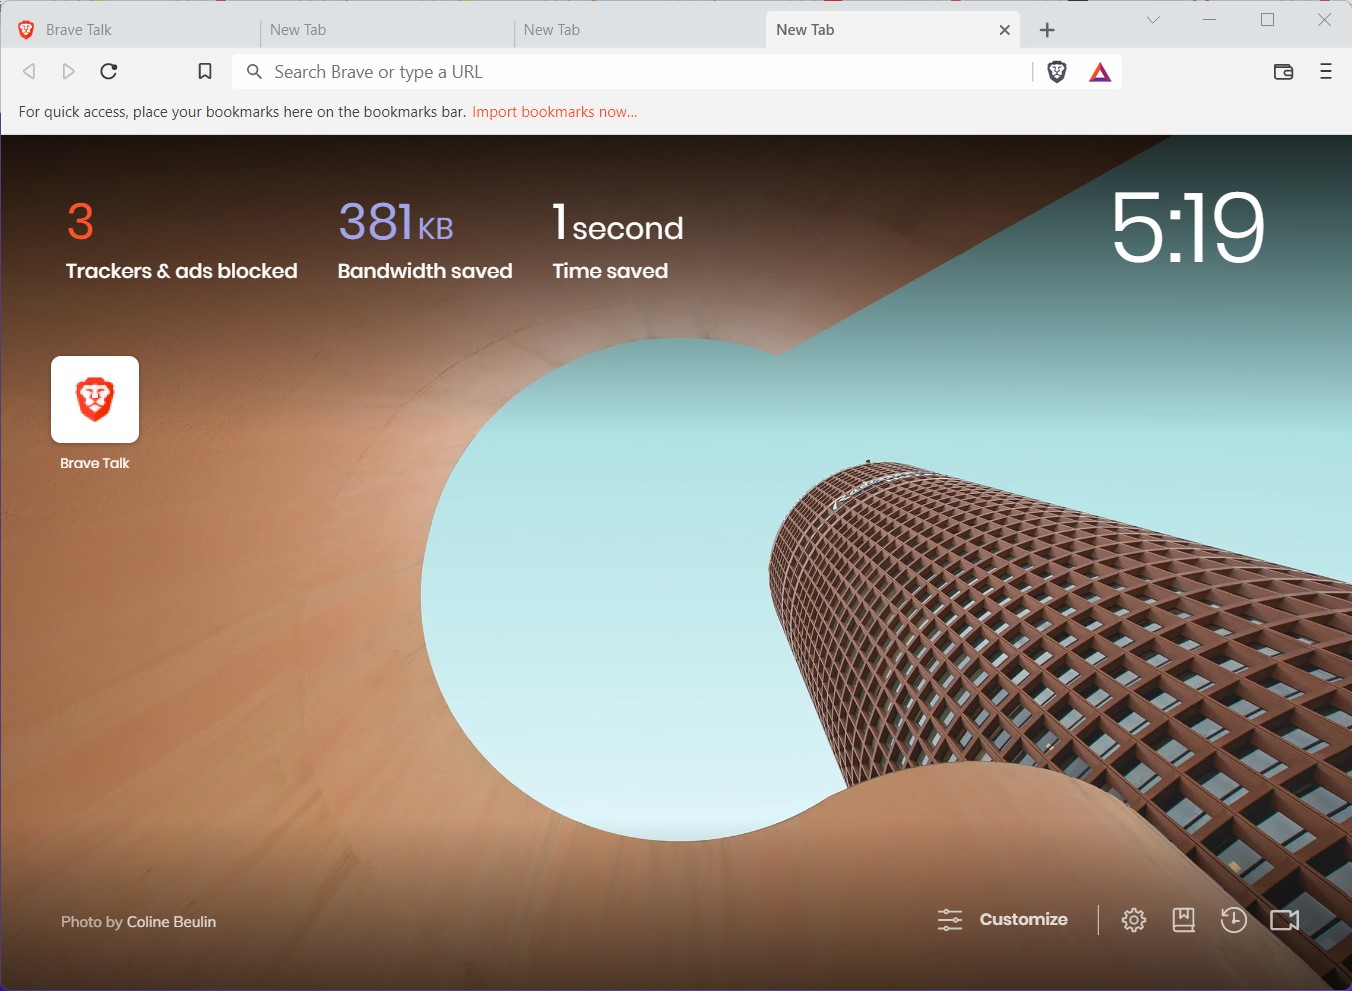 Brave Talk
New Tab
New Tab
New Tab
Search Brave or type a URL
For quick access, place your bookmarks here on the bookmarks bar. Import bookmarks now...
3
Trackers & ads blocked
381 KB
Bandwidth saved
1 second
Time saved
5:19
Brave Talk
Photo by Coline Beulin
Customize